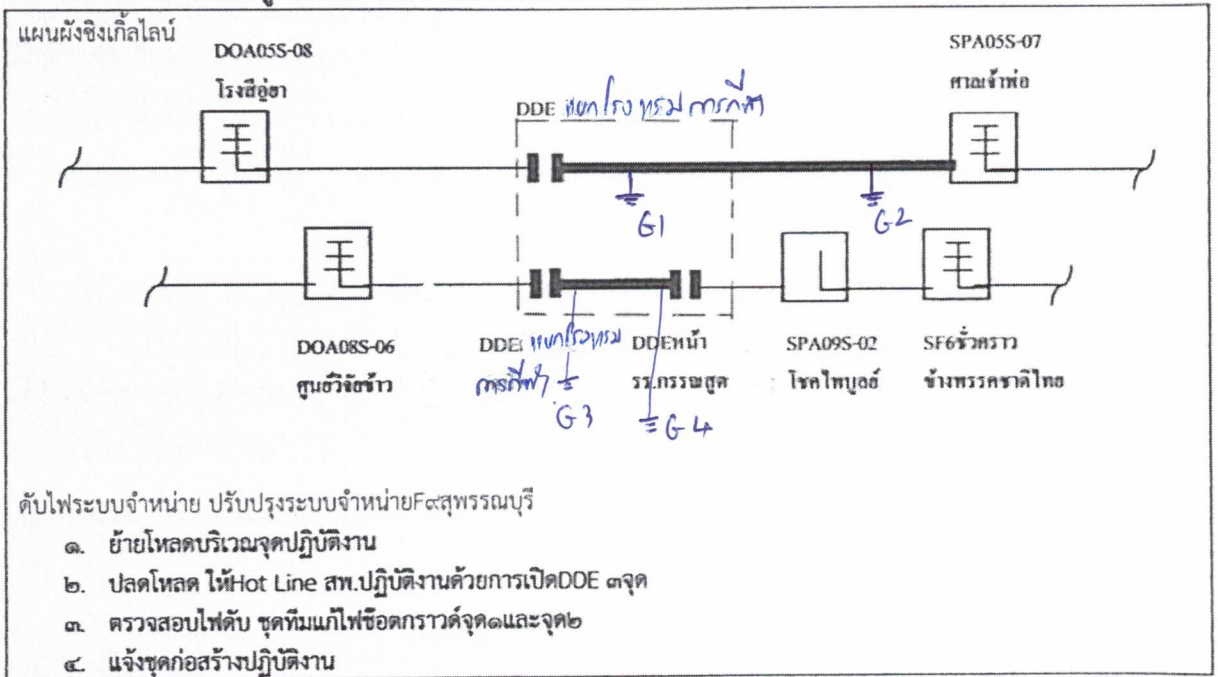 แผนผังซิงเกิ้ลไลน์
DOA05S-08
โรงสีอู่ฮา
SPA05S-07
ศาลเจ้าพ่อ
DDE แยกโรงแรมการกีฬา
G1
G2
DOA08S-06
ศูนย์วิจัยข้าว
DDE แยกโรงแรม
การกีฬา
G3
DDEหน้า
รร.กรรณสูต
G4
SPA09S-02
โชคไพบูลย์
SF6ชั่วคราว
ข้างพรรคชาติไทย
ดับไฟระบบจำหน่าย ปรับปรุงระบบจำหน่ายF๙สุพรรณบุรี
๑. ย้ายโหลดบริเวณจุดปฏิบัติงาน
๒. ปลดโหลด ให้Hot Line สพ.ปฏิบัติงานด้วยการเปิดDDE ๓จุด
๓. ตรวจสอบไฟดับ ชุดทีมแก้ไฟช็อตกราวด์จุด๑และจุด๒
๔. แจ้งชุดก่อสร้างปฏิบัติงาน